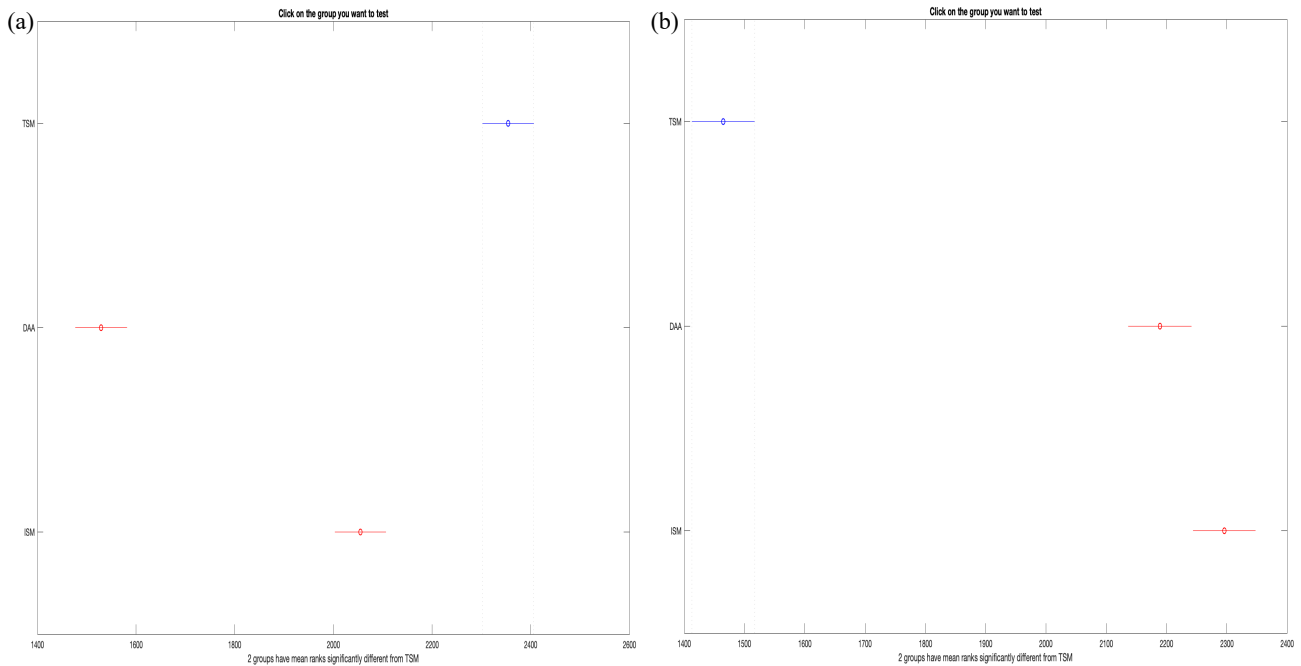 (a)
Click on the group you want to test
TSM
DAA
ISM
1400 1600 1800 2000 2200 2400 2600
2 groups have mean ranks significantly different from TSM
(b)
Click on the group you want to test
TSM
DAA
ISM
1400 1500 1600 1700 1800 1900 2000 2100 2200 2300 2400
2 groups have mean ranks significantly different from TSM